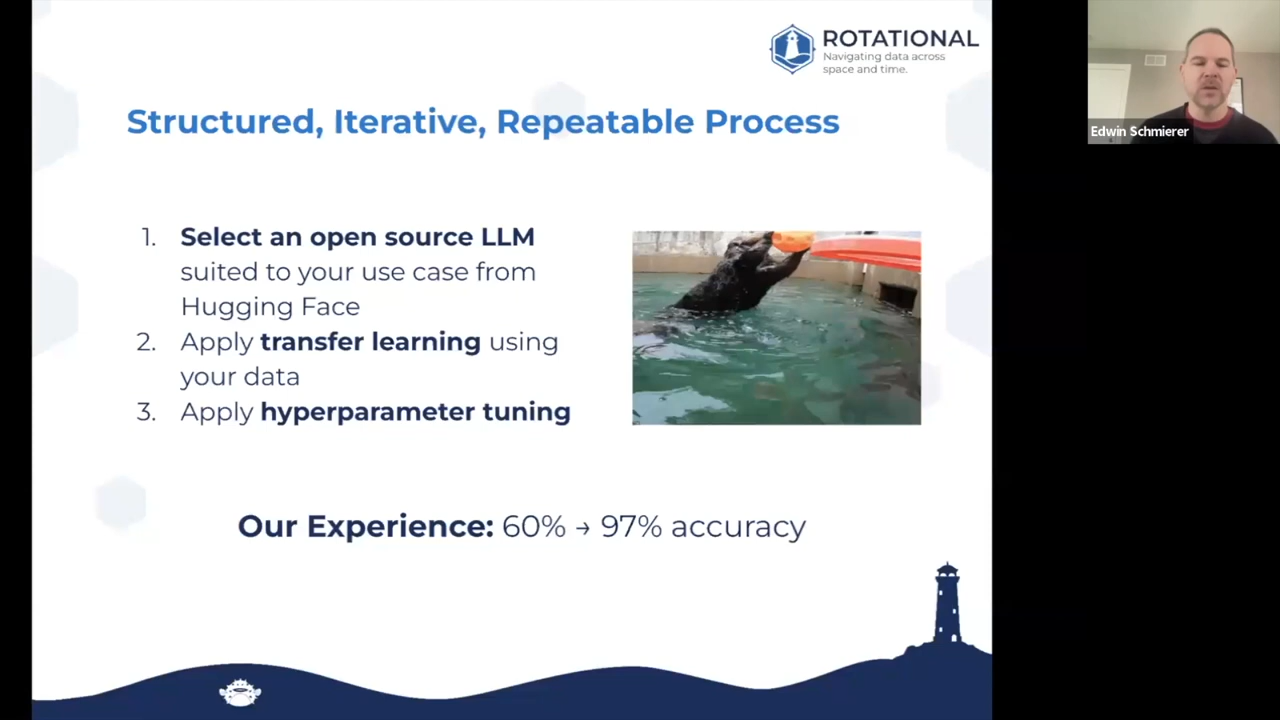 ROTATIONAL
Navigating data across
space and time.
Edwin Schmierer
Structured, Iterative, Repeatable Process
1. Select an open source LLM
suited to your use case from
Hugging Face
2. Apply transfer learning using
your data
3. Apply hyperparameter tuning
Our Experience: 60% → 97% accuracy